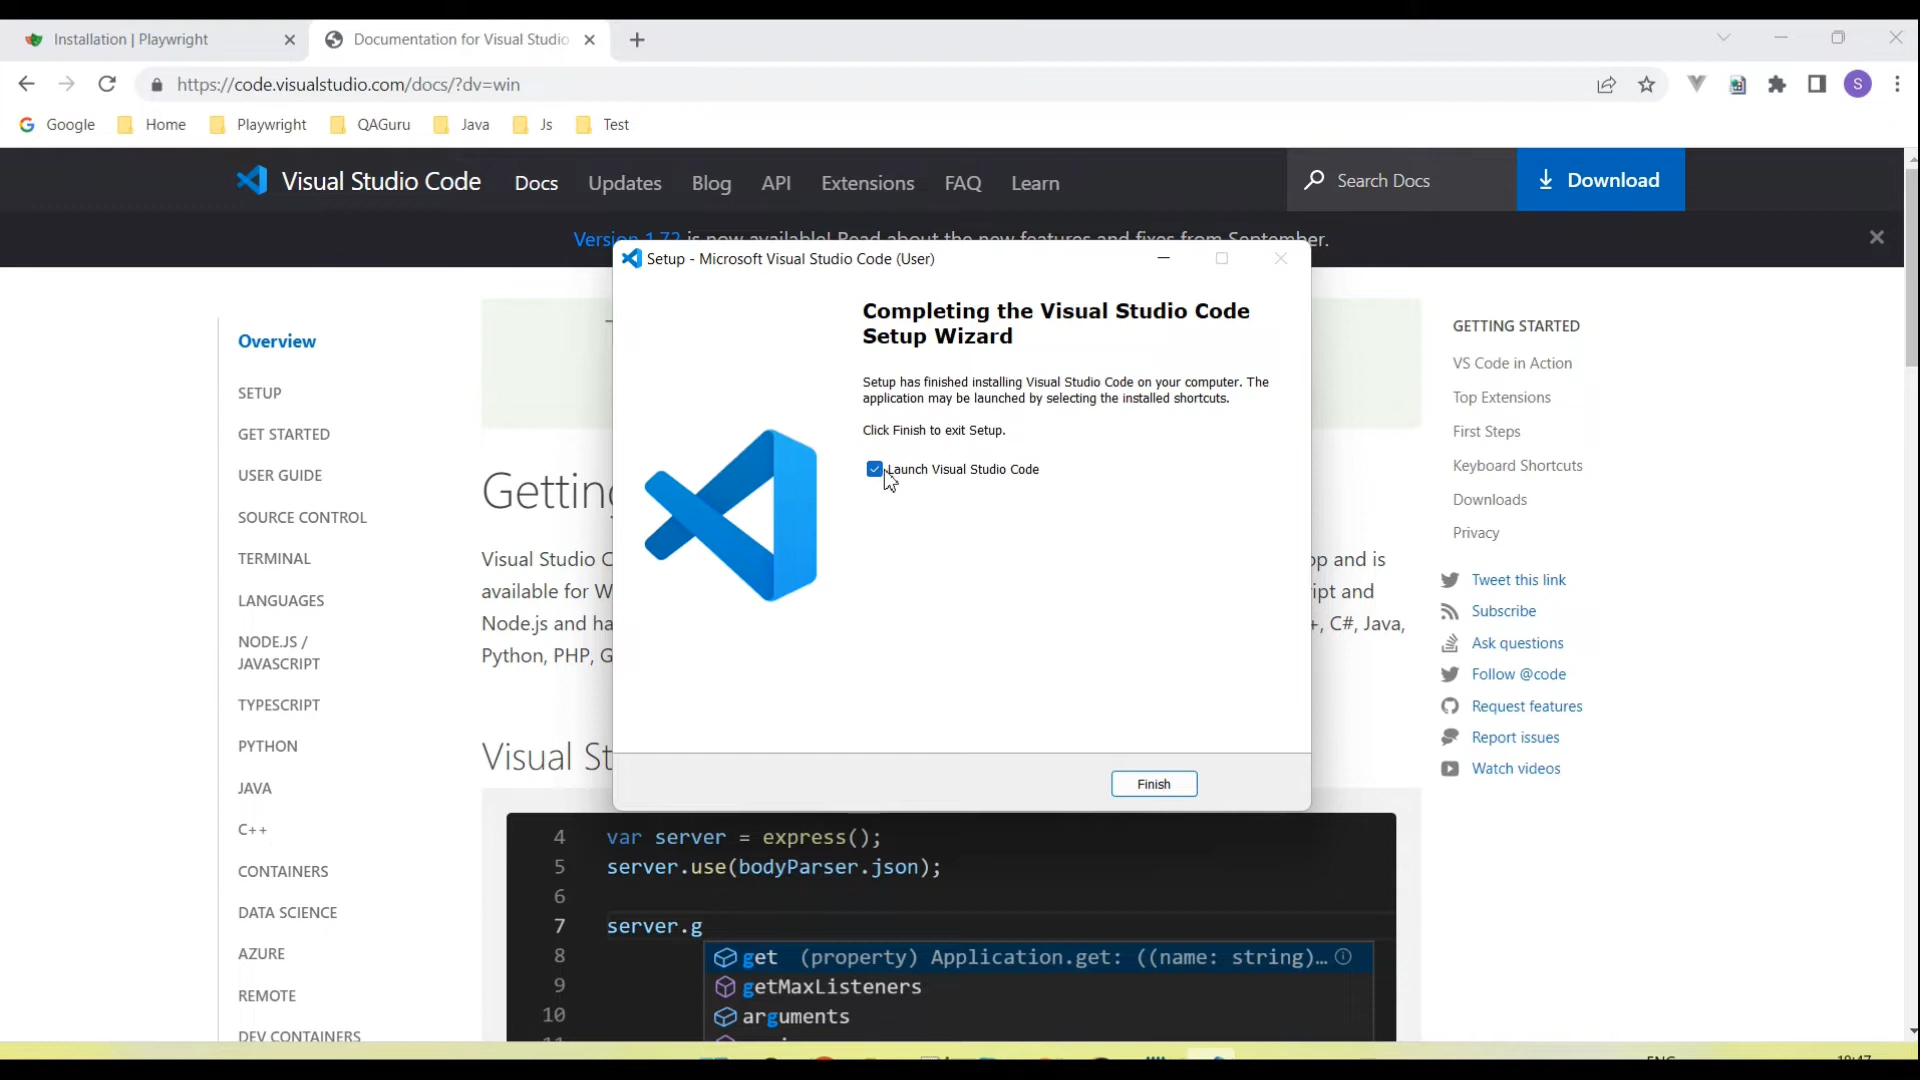 Installation | Playwright
Documentation for Visual Studio
https://code.visualstudio.com/docs/?dv=win
S
Google
Home
Playwright
QAGuru
Java
Js
Test
Visual Studio Code
Docs
Updates
Blog
API
Extensions
FAQ
Learn
Search Docs
Download
Version 1.72 is now available! Read about the new features and fixes from September.
Setup - Microsoft Visual Studio Code (User)
Completing the Visual Studio Code
Setup Wizard
Setup has finished installing Visual Studio Code on your computer. The
application may be launched by selecting the installed shortcuts.
Click Finish to exit Setup.
Launch Visual Studio Code
Finish
Overview
SETUP
GET STARTED
USER GUIDE
SOURCE CONTROL
TERMINAL
LANGUAGES
NODE.JS /
JAVASCRIPT
TYPESCRIPT
PYTHON
JAVA
C++
CONTAINERS
DATA SCIENCE
AZURE
REMOTE
DEV CONTAINERS
Getting
Visual Studio C
op and is
available for W
ipt and
Node.js and ha
+, C#, Java,
Python, PHP, G
Visual St
4 var server = express();
5 server.use(bodyParser.json);
6
7 server.g
8 get (property) Application.get: ((name: string)…
9 getMaxListeners
10 arguments
GETTING STARTED
VS Code in Action
Top Extensions
First Steps
Keyboard Shortcuts
Downloads
Privacy
Tweet this link
Subscribe
Ask questions
Follow @code
Request features
Report issues
Watch videos